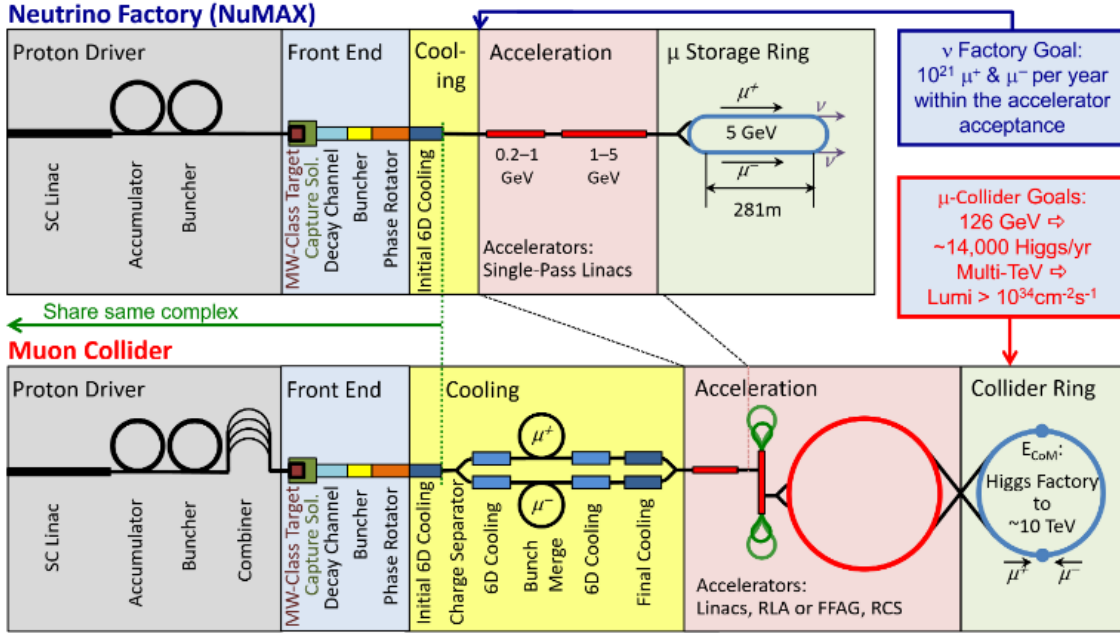 Neutrino Factory (NuMAX)
Proton Driver
Front End
Cool-
ing
Acceleration
μ Storage Ring
SC Linac
Accumulator
Buncher
MW-Class Target
Capture Sol.
Decay Channel
Buncher
Phase Rotator
Initial 6D Cooling
0.2–1
GeV
1–5
GeV
Accelerators:
Single-Pass Linacs
μ+
5 GeV
μ−
ν
ν
281m
ν Factory Goal:
10²¹ μ+ & μ− per year
within the accelerator
acceptance
μ-Collider Goals:
126 GeV ⇨
~14,000 Higgs/yr
Multi-TeV ⇨
Lumi > 10³⁴cm⁻²s⁻¹
Share same complex
Muon Collider
Proton Driver
Front End
Cooling
Acceleration
Collider Ring
SC Linac
Accumulator
Buncher
Combiner
MW-Class Target
Capture Sol.
Decay Channel
Buncher
Phase Rotator
Initial 6D Cooling
Charge Separator
6D Cooling
μ+
μ−
Bunch
Merge
6D Cooling
Final Cooling
Accelerators:
Linacs, RLA or FFAG, RCS
ECoM:
Higgs Factory
to
~10 TeV
μ+
μ−